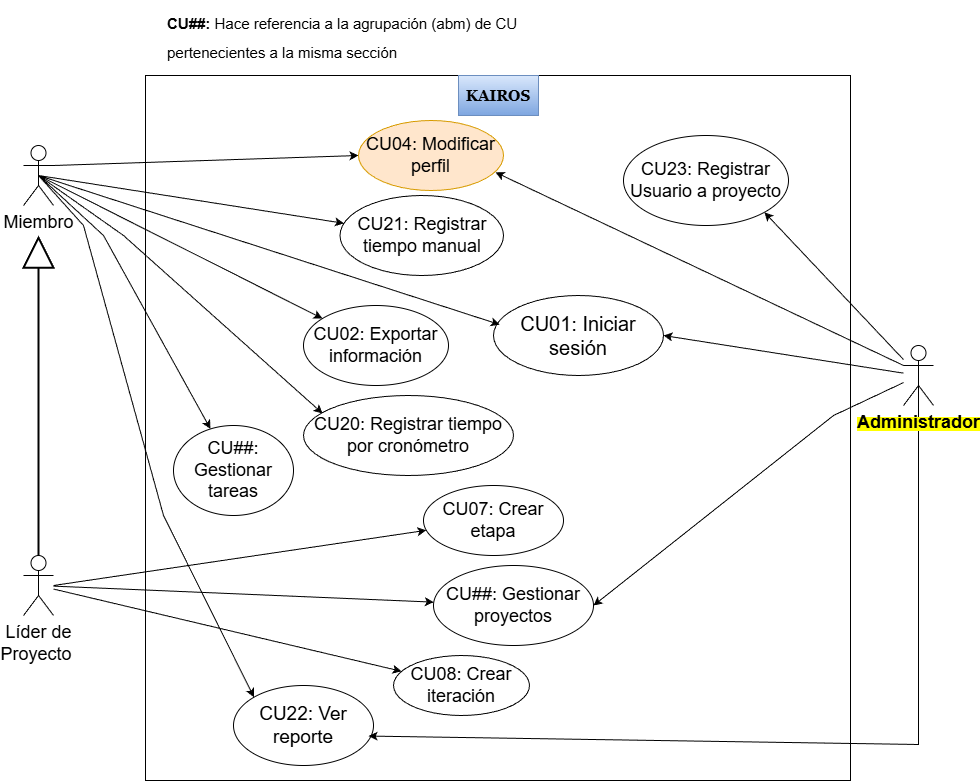 CU##: Hace referencia a la agrupación (abm) de CU
pertenecientes a la misma sección
KAIROS
CU04: Modificar
perfil
CU23: Registrar
Usuario a proyecto
Miembro
CU21: Registrar
tiempo manual
CU01: Iniciar
sesión
CU02: Exportar
información
CU20: Registrar tiempo
por cronómetro
Administrador
CU##:
Gestionar
tareas
CU07: Crear
etapa
CU##: Gestionar
proyectos
Líder de
Proyecto
CU08: Crear
iteración
CU22: Ver
reporte